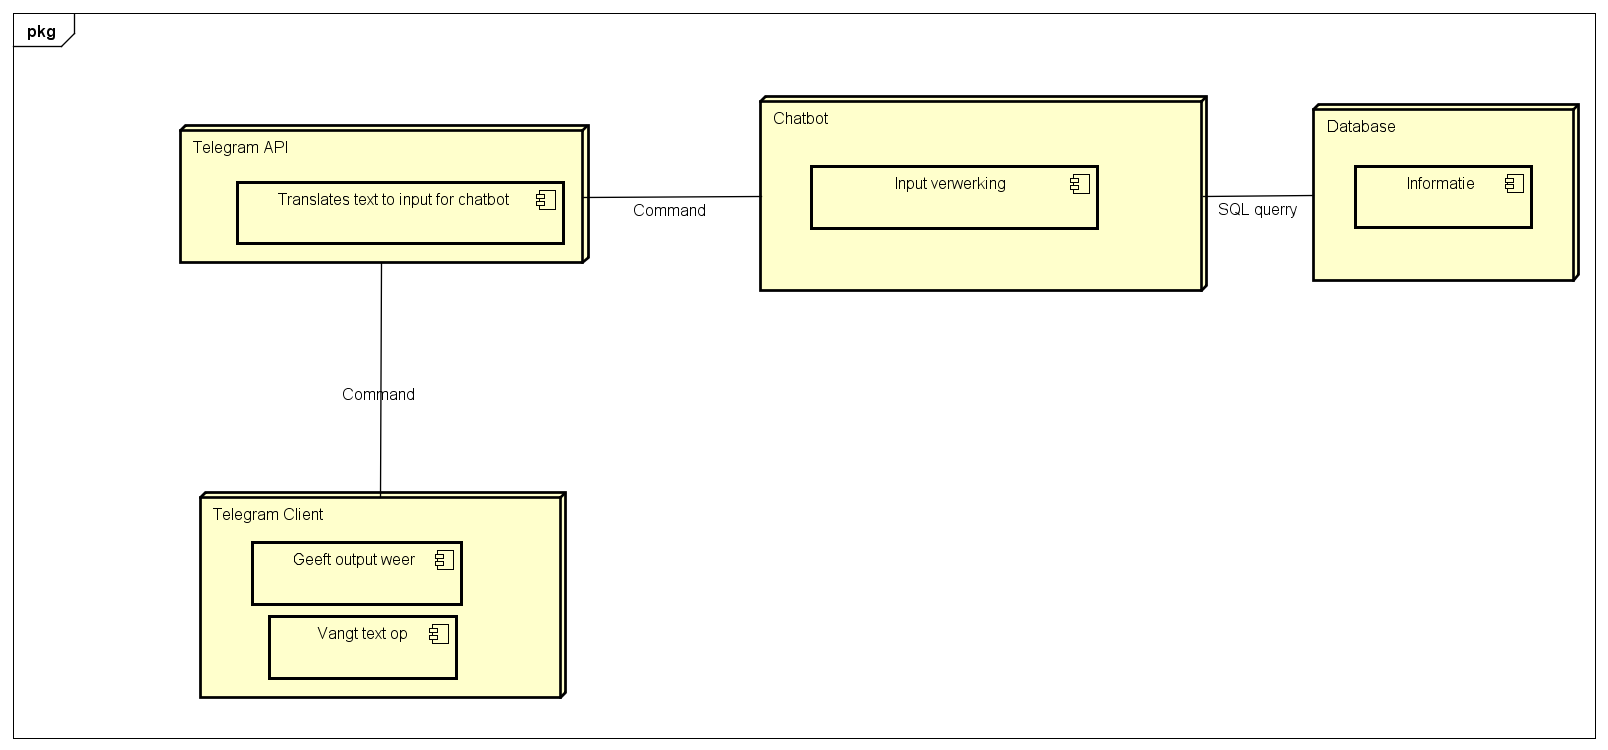 pkg
Telegram API
Translates text to input for chatbot
Command
Chatbot
Input verwerking
SQL querry
Database
Informatie
Command
Telegram Client
Geeft output weer
Vangt text op